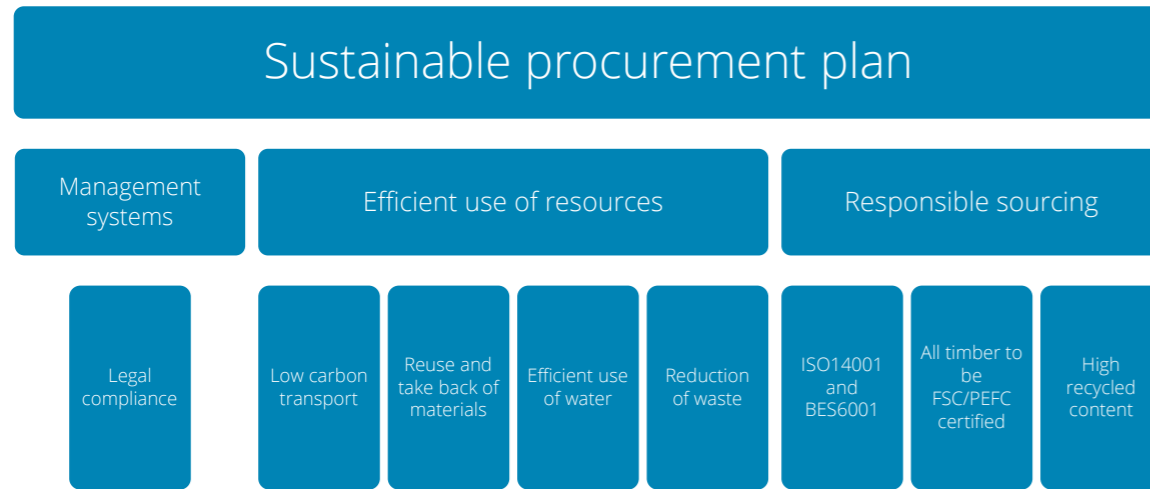 Sustainable procurement plan
Management
systems
Efficient use of resources
Responsible sourcing
Legal
compliance
Low carbon
transport
Reuse and
take back of
materials
Efficient use
of water
Reduction
of waste
ISO14001
and
BES6001
All timber to
be
FSC/PEFC
certified
High
recycled
content